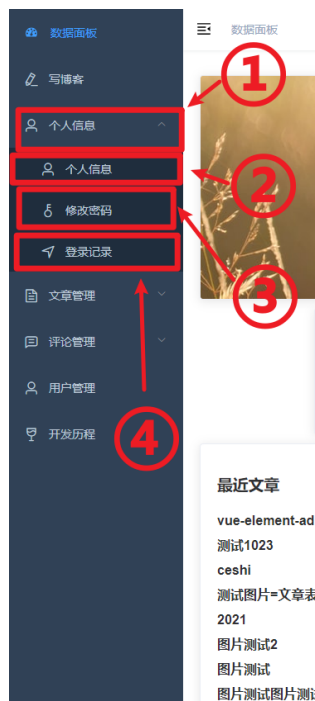 数据面板
数据面板
写博客
①
个人信息
个人信息
②
修改密码
登录记录
文章管理
③
评论管理
用户管理
开发历程
④
最近文章
vue-element-ad
测试1023
ceshi
测试图片=文章表
2021
图片测试2
图片测试
图片测试图片测试